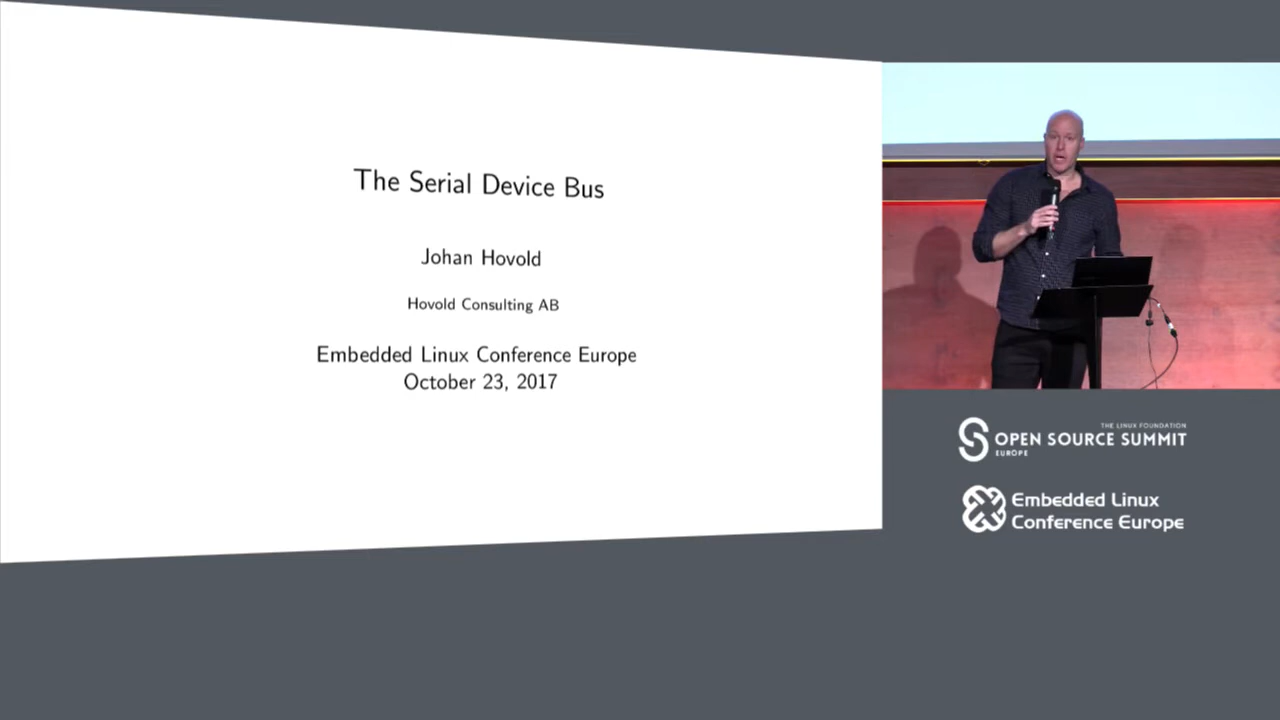 The Serial Device Bus
Johan Hovold
Hovold Consulting AB
Embedded Linux Conference Europe
October 23, 2017
THE LINUX FOUNDATION
OPEN SOURCE SUMMIT
EUROPE
Embedded Linux
Conference Europe